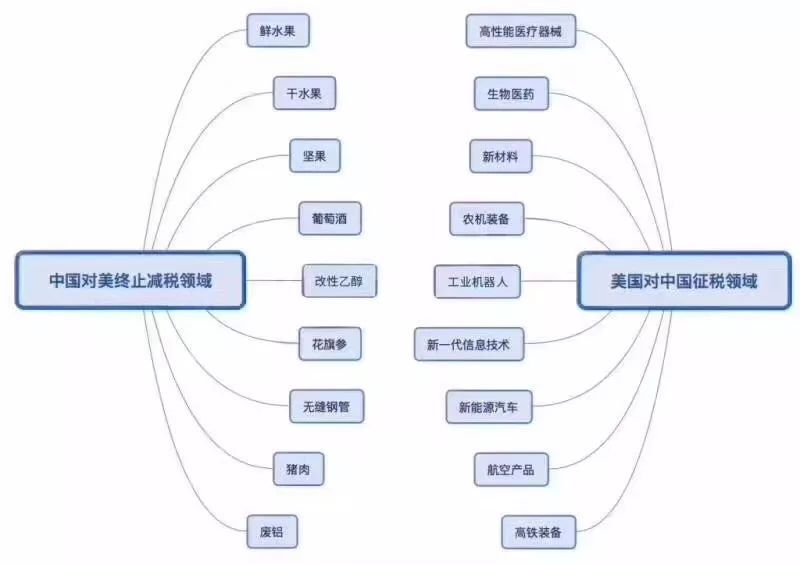 中国对美终止减税领域
鲜水果
干水果
坚果
葡萄酒
改性乙醇
花旗参
无缝钢管
猪肉
废铝
美国对中国征税领域
高性能医疗器械
生物医药
新材料
农机装备
工业机器人
新一代信息技术
新能源汽车
航空产品
高铁装备